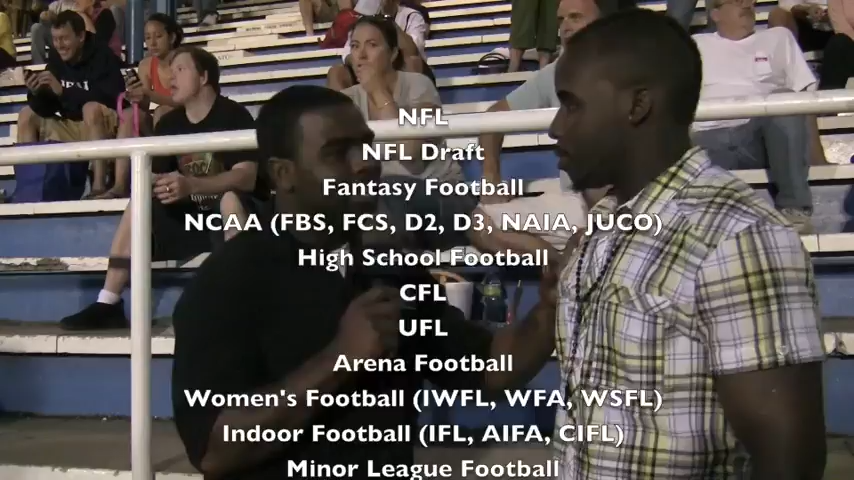 NFL
NFL Draft
Fantasy Football
NCAA (FBS, FCS, D2, D3, NAIA, JUCO)
High School Football
CFL
UFL
Arena Football
Women's Football (IWFL, WFA, WSFL)
Indoor Football (IFL, AIFA, CIFL)
Minor League Football